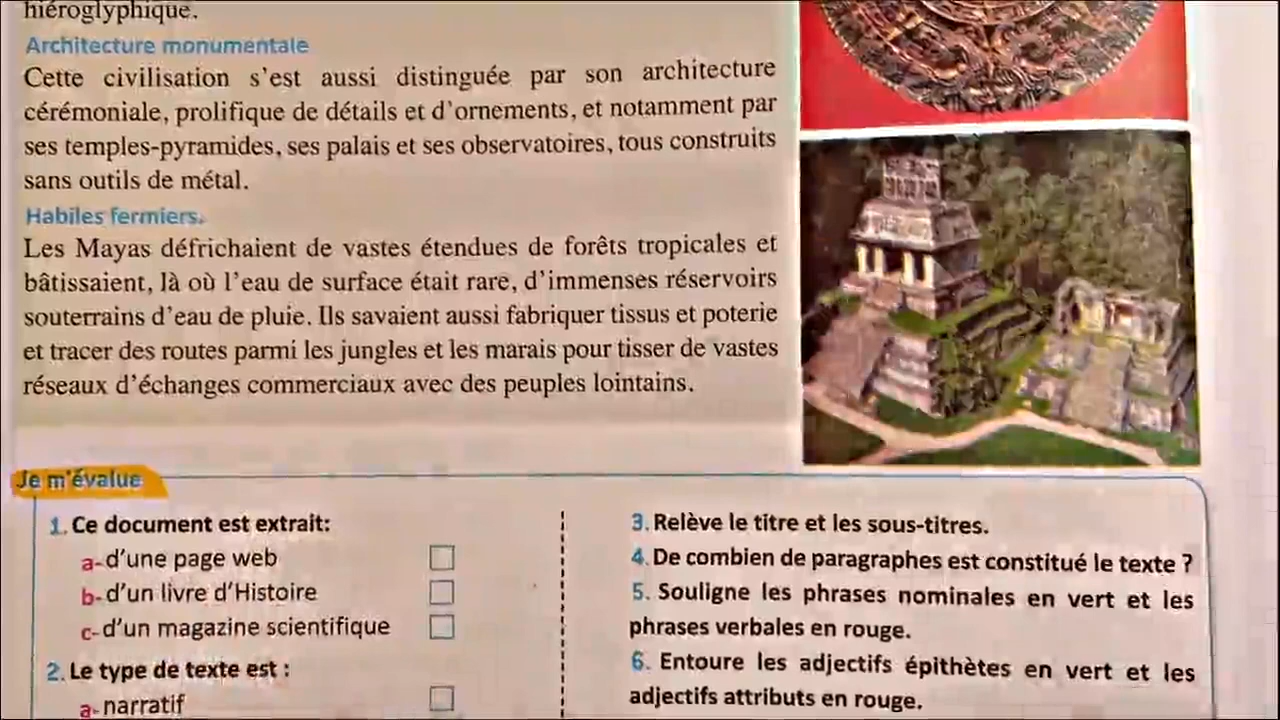 hiéroglyphique.
Architecture monumentale
Cette civilisation s'est aussi distinguée par son architecture
cérémoniale, prolifique de détails et d'ornements, et notamment par
ses temples-pyramides, ses palais et ses observatoires, tous construits
sans outils de métal.
Habiles fermiers.
Les Mayas défrichaient de vastes étendues de forêts tropicales et
bâtissaient, là où l'eau de surface était rare, d'immenses réservoirs
souterrains d'eau de pluie. Ils savaient aussi fabriquer tissus et poterie
et tracer des routes parmi les jungles et les marais pour tisser de vastes
réseaux d'échanges commerciaux avec des peuples lointains.
Je m'évalue
1. Ce document est extrait:
a- d'une page web
b- d'un livre d'Histoire
c- d'un magazine scientifique
2. Le type de texte est :
a- narratif
3. Relève le titre et les sous-titres.
4. De combien de paragraphes est constitué le texte ?
5. Souligne les phrases nominales en vert et les
phrases verbales en rouge.
6. Entoure les adjectifs épithètes en vert et les
adjectifs attributs en rouge.